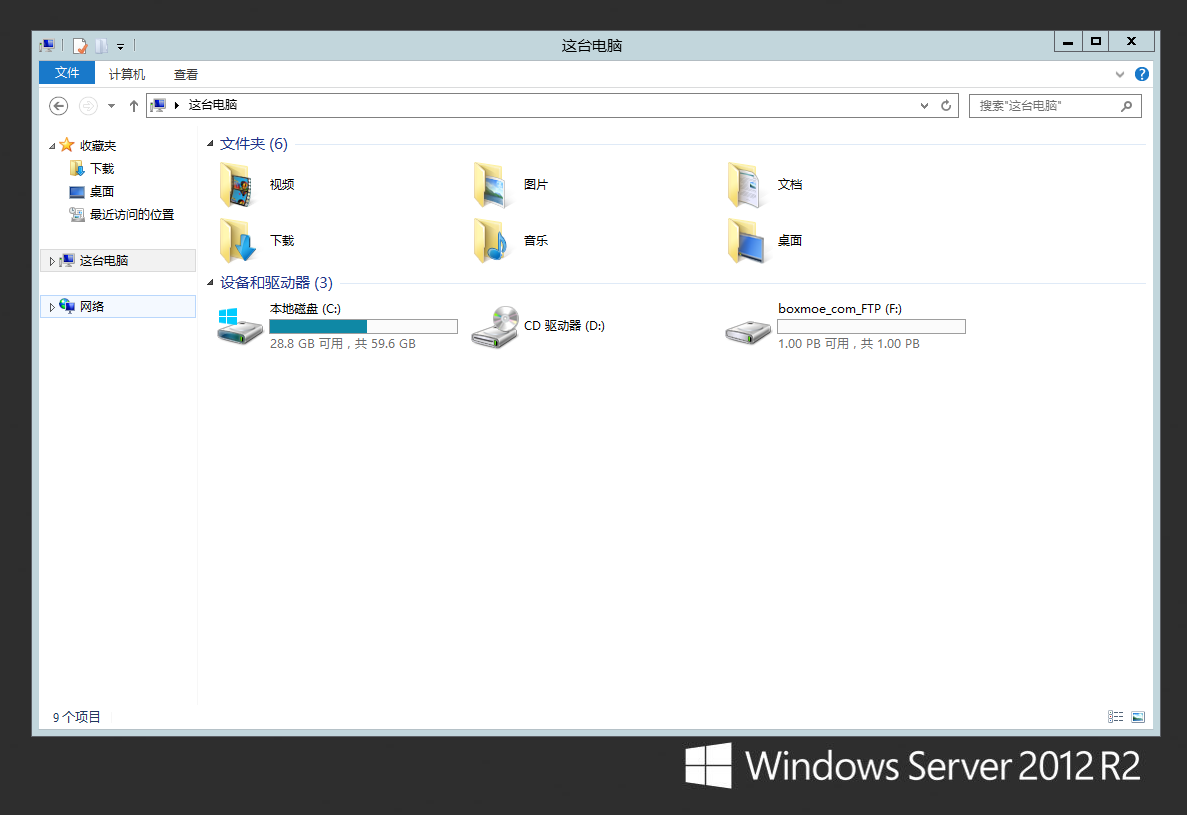 这台电脑
文件 计算机 查看
这台电脑
搜索"这台电脑"
收藏夹
下载
桌面
最近访问的位置
这台电脑
网络
文件夹 (6)
视频 图片 文档
下载 音乐 桌面
设备和驱动器 (3)
本地磁盘 (C:)
28.8 GB 可用，共 59.6 GB
CD 驱动器 (D:)
boxmoe_com_FTP (F:)
1.00 PB 可用，共 1.00 PB
9 个项目
Windows Server 2012 R2